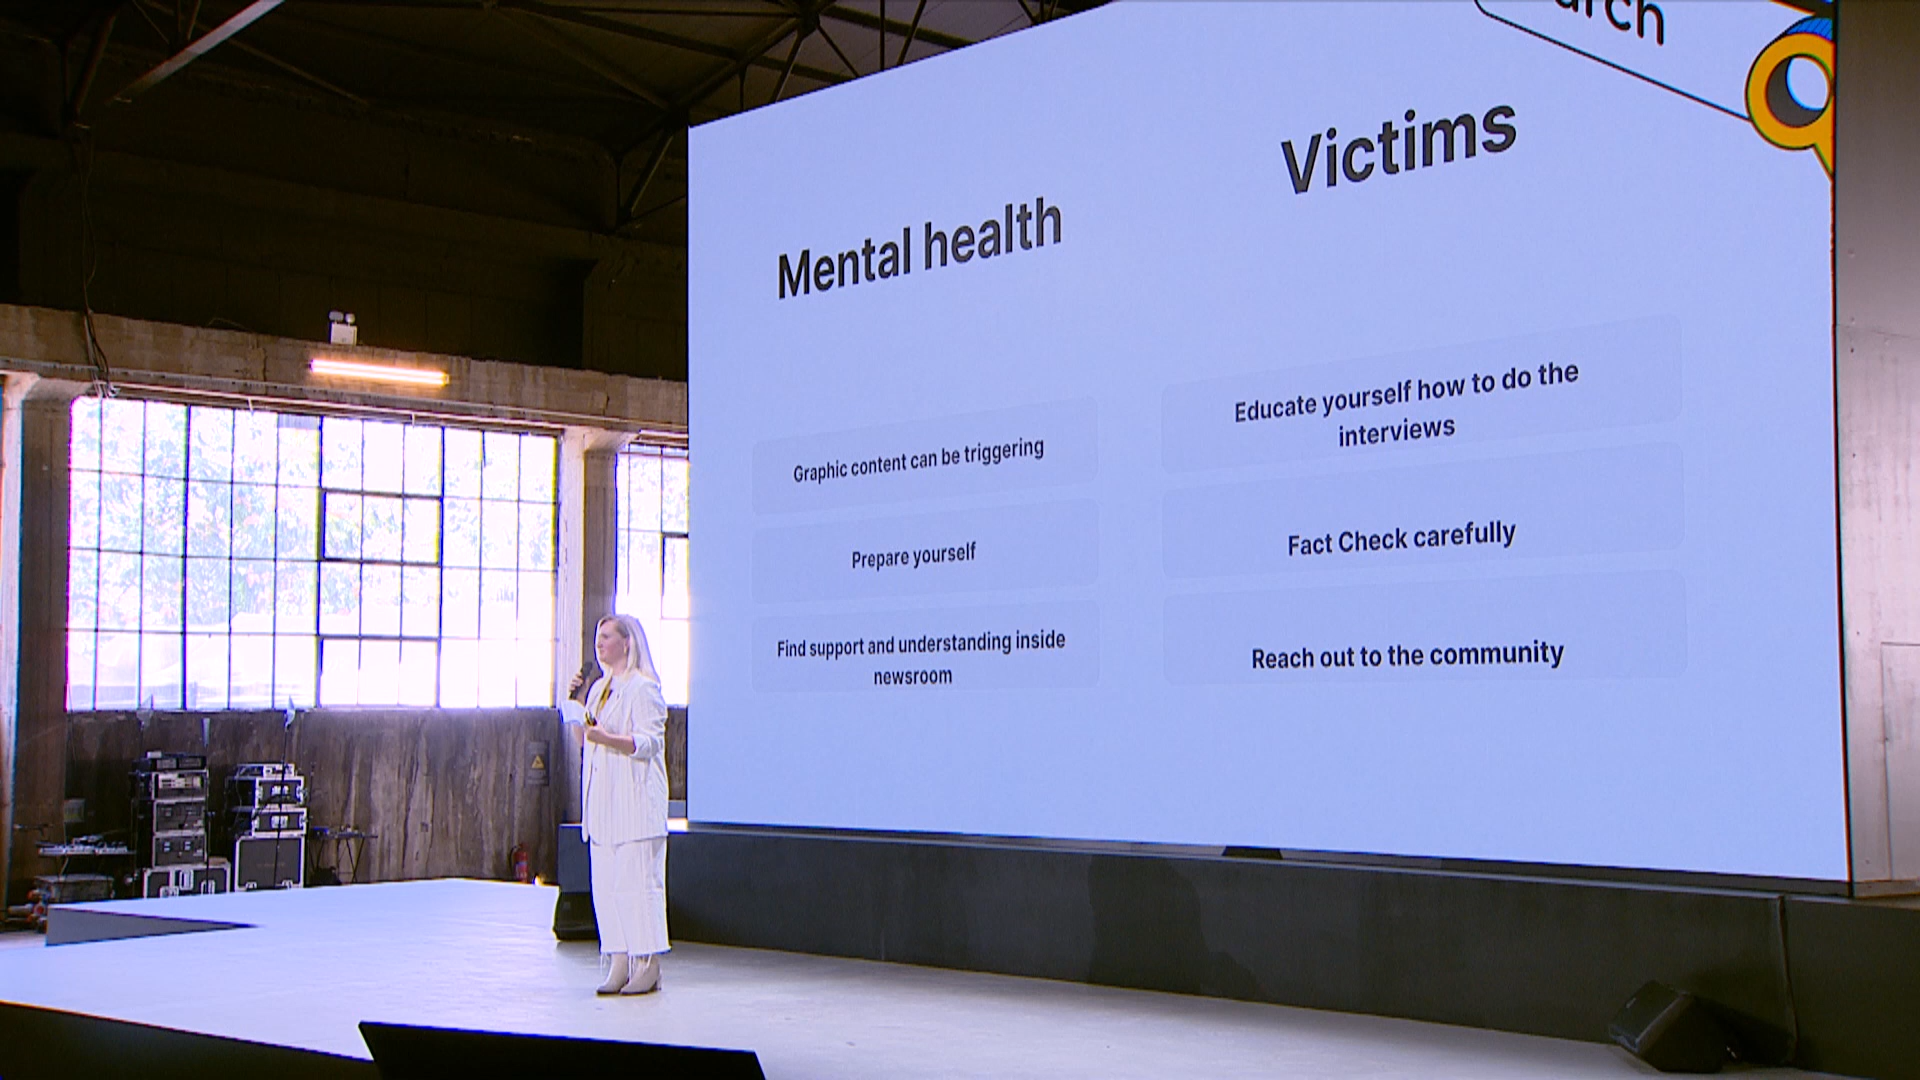 arch
Mental health
Graphic content can be triggering
Prepare yourself
Find support and understanding inside
newsroom
Victims
Educate yourself how to do the
interviews
Fact Check carefully
Reach out to the community